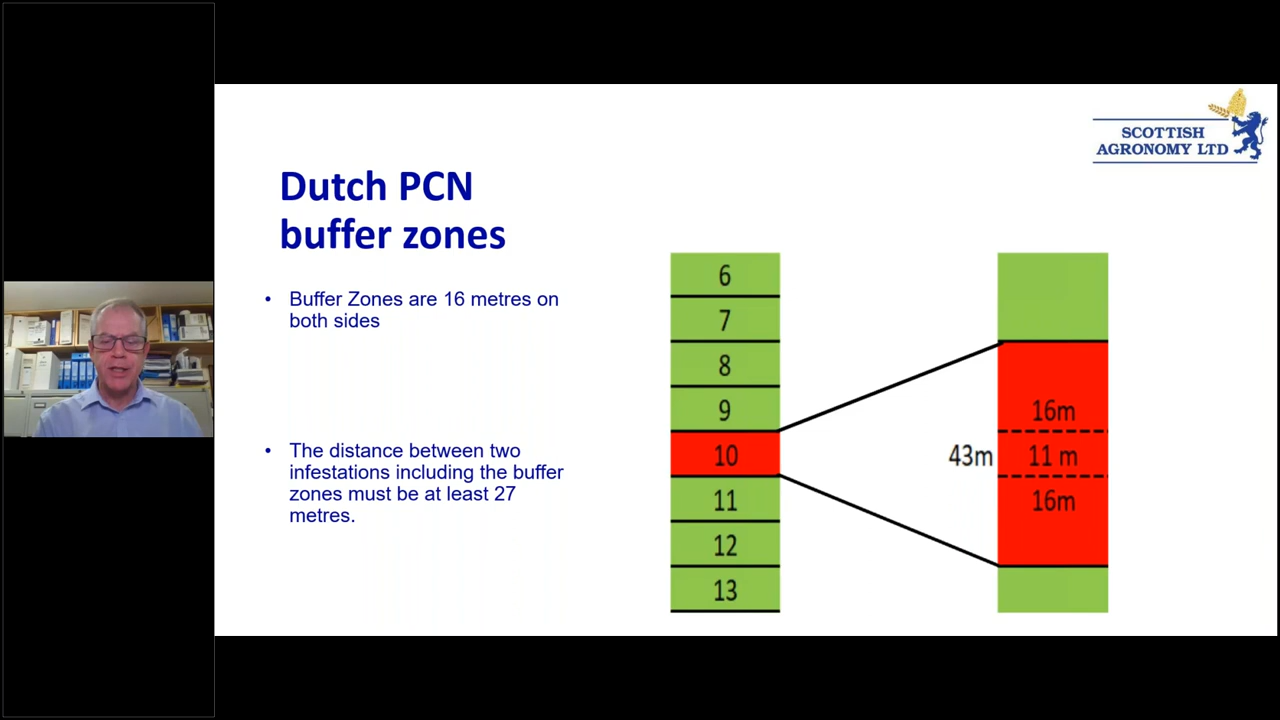 SCOTTISH
AGRONOMY LTD
Dutch PCN
buffer zones
• Buffer Zones are 16 metres on
both sides
• The distance between two
infestations including the buffer
zones must be at least 27
metres.
6
7
8
9
10
11
12
13
16m
43m
11 m
16m